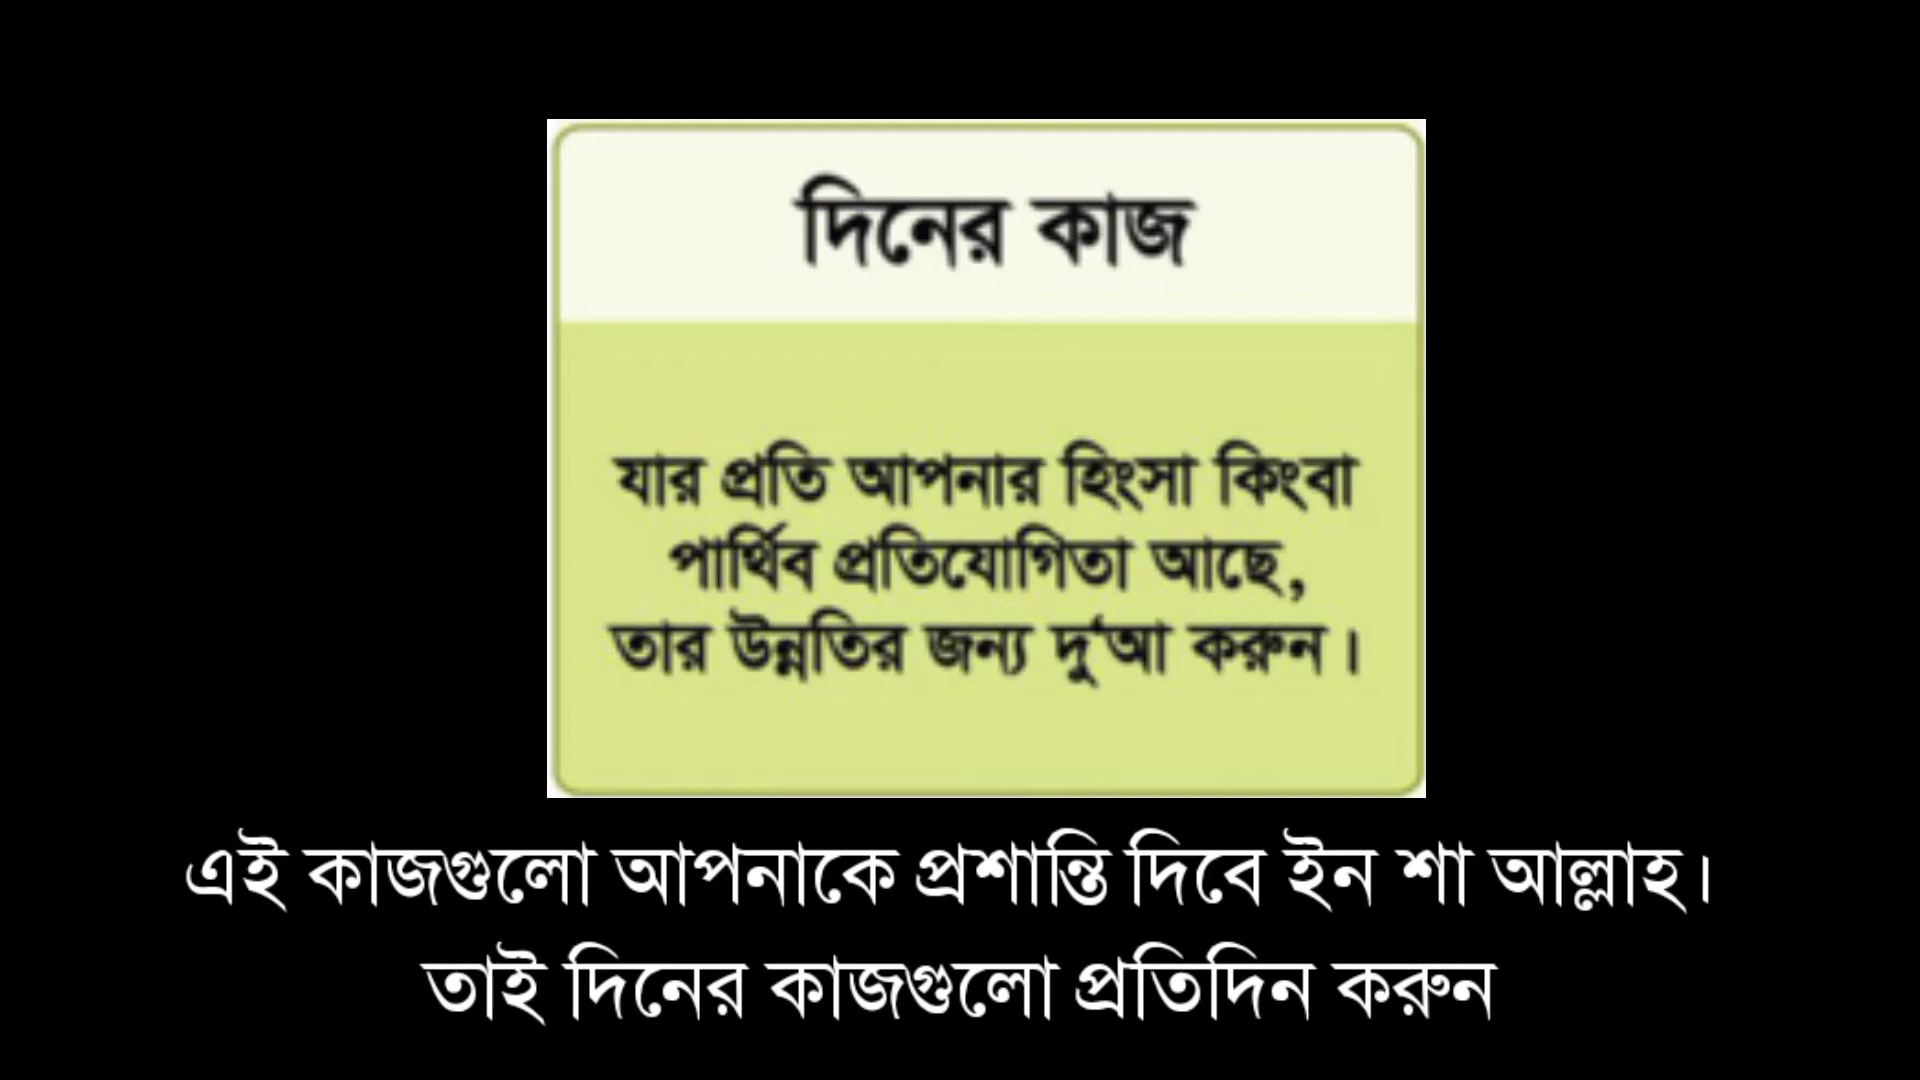 দিনের কাজ
যার প্রতি আপনার হিংসা কিংবা
পার্থিব প্রতিযোগিতা আছে,
তার উন্নতির জন্য দু‘আ করুন।
এই কাজগুলো আপনাকে প্রশান্তি দিবে ইন শা আল্লাহ।
তাই দিনের কাজগুলো প্রতিদিন করুন